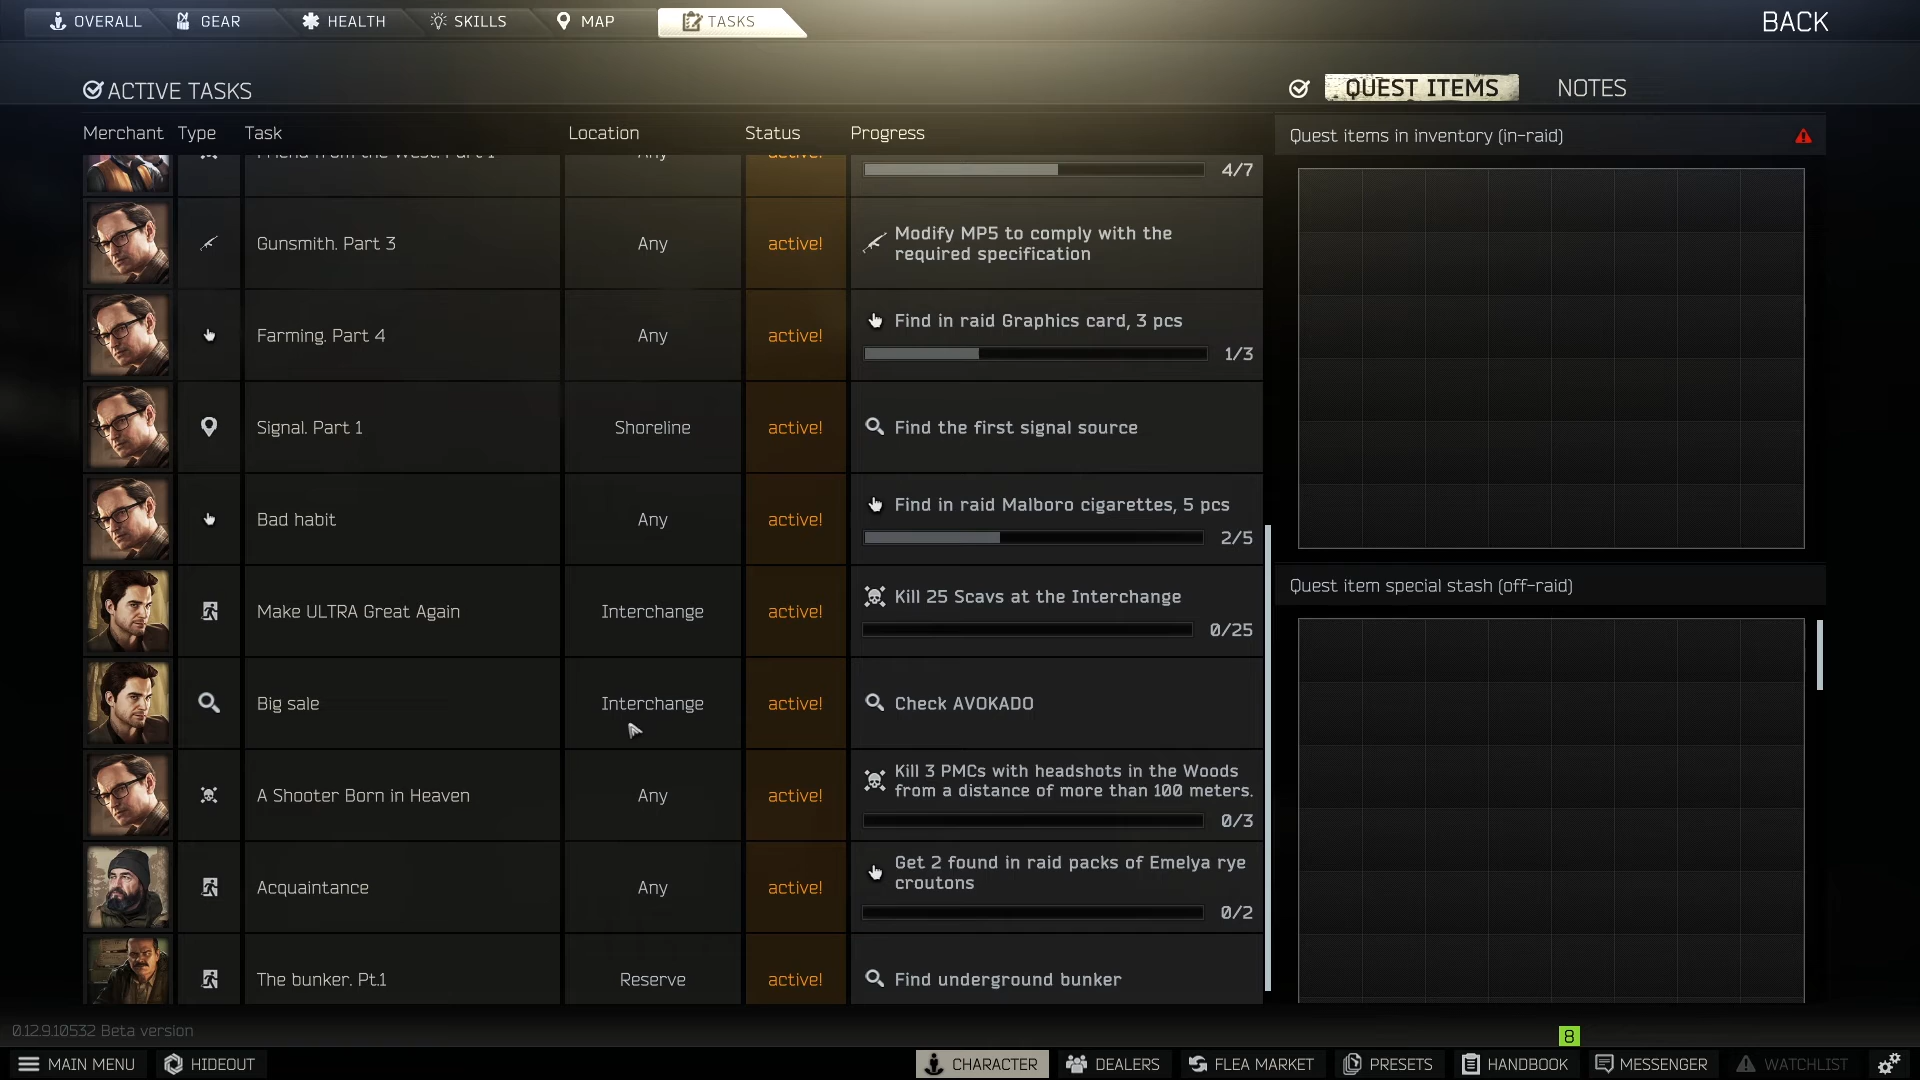 OVERALL GEAR HEALTH SKILLS MAP TASKS BACK
ACTIVE TASKS QUEST ITEMS NOTES
Merchant Type Task Location Status Progress
Quest items in inventory (in-raid)
Friend from the West. Part 1 Any active! 4/7
Gunsmith. Part 3 Any active! Modify MP5 to comply with the
required specification
Farming. Part 4 Any active! Find in raid Graphics card, 3 pcs
1/3
Signal. Part 1 Shoreline active! Find the first signal source
Bad habit Any active! Find in raid Malboro cigarettes, 5 pcs
2/5
Quest item special stash (off-raid)
Make ULTRA Great Again Interchange active! Kill 25 Scavs at the Interchange
0/25
Big sale Interchange active! Check AVOKADO
A Shooter Born in Heaven Any active! Kill 3 PMCs with headshots in the Woods
from a distance of more than 100 meters.
0/3
Acquaintance Any active! Get 2 found in raid packs of Emelya rye
croutons
0/2
The bunker. Pt.1 Reserve active! Find underground bunker
0.12.9.10532 Beta version
8
MAIN MENU HIDEOUT CHARACTER DEALERS FLEA MARKET PRESETS HANDBOOK MESSENGER WATCHLIST